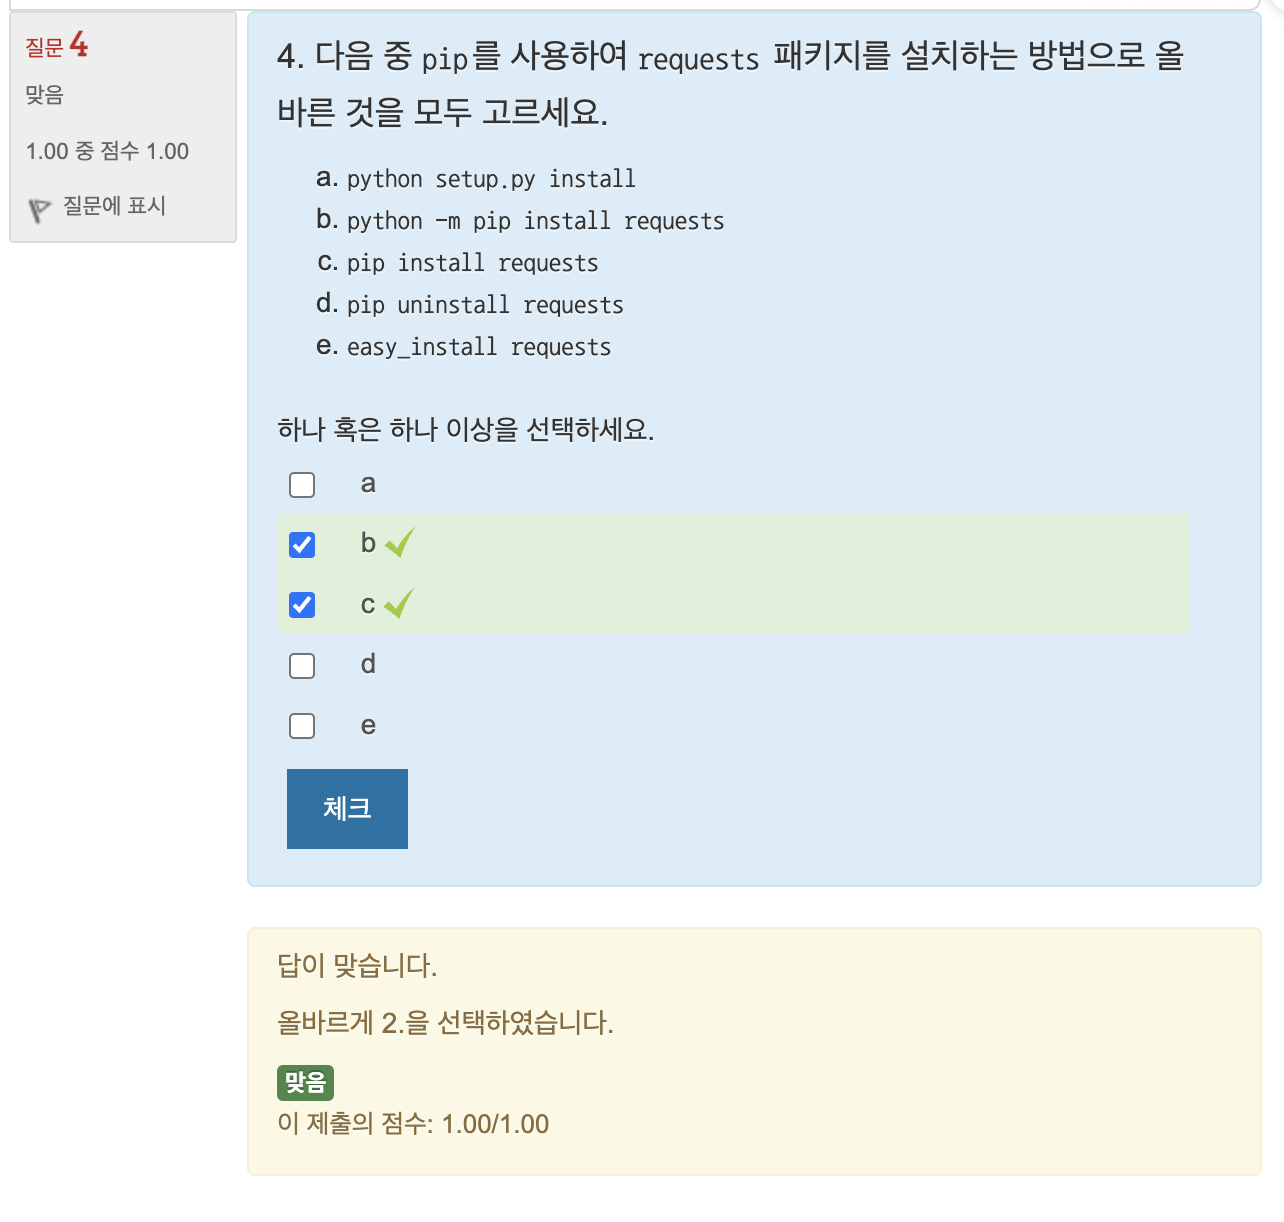 질문 4
맞음
1.00 중 점수 1.00
질문에 표시
4. 다음 중 pip를 사용하여 requests 패키지를 설치하는 방법으로 올
바른 것을 모두 고르세요.
a. python setup.py install
b. python -m pip install requests
c. pip install requests
d. pip uninstall requests
e. easy_install requests
하나 혹은 하나 이상을 선택하세요.
a
b
c
d
e
체크
답이 맞습니다.
올바르게 2.을 선택하였습니다.
맞음
이 제출의 점수: 1.00/1.00